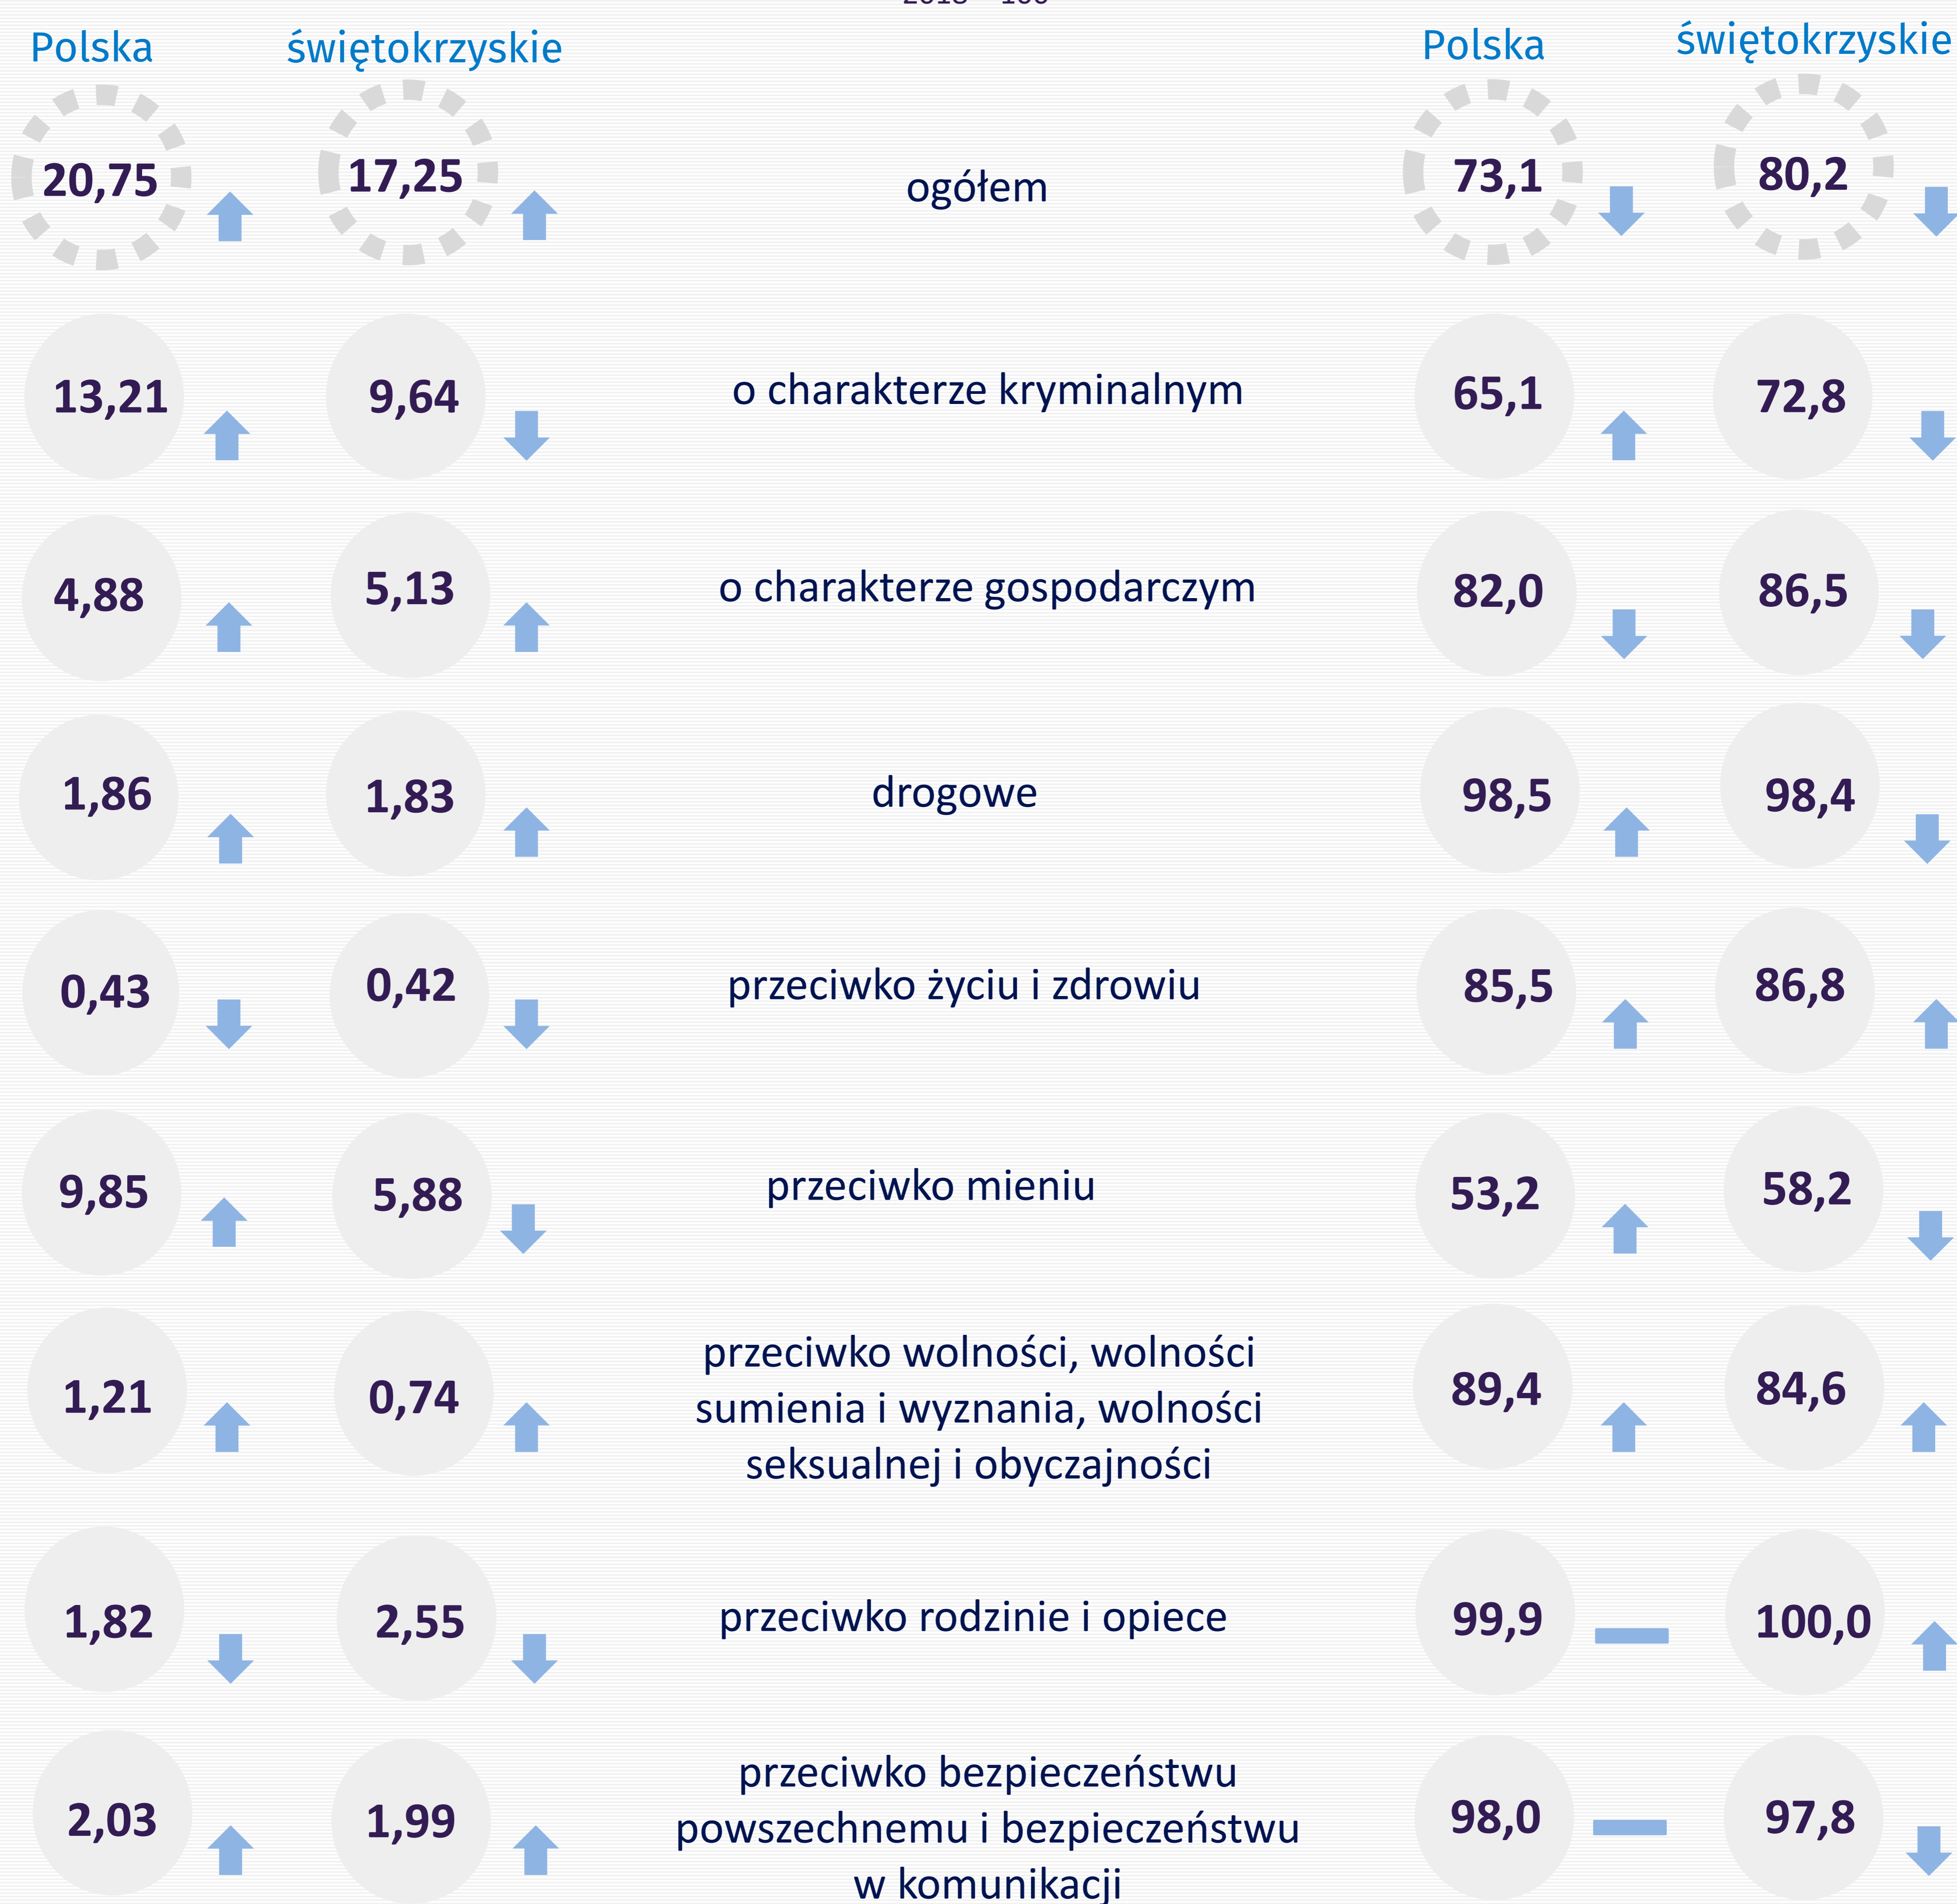 Polska świętokrzyskie Polska świętokrzyskie
20,75 17,25 ogółem 73,1 80,2
13,21 9,64 o charakterze kryminalnym 65,1 72,8
4,88 5,13 o charakterze gospodarczym 82,0 86,5
1,86 1,83 drogowe 98,5 98,4
0,43 0,42 przeciwko życiu i zdrowiu 85,5 86,8
9,85 5,88 przeciwko mieniu 53,2 58,2
przeciwko wolności, wolności
1,21 0,74 sumienia i wyznania, wolności 89,4 84,6
seksualnej i obyczajności
1,82 2,55 przeciwko rodzinie i opiece 99,9 100,0
przeciwko bezpieczeństwu
2,03 1,99 powszechnemu i bezpieczeństwu 98,0 97,8
w komunikacji